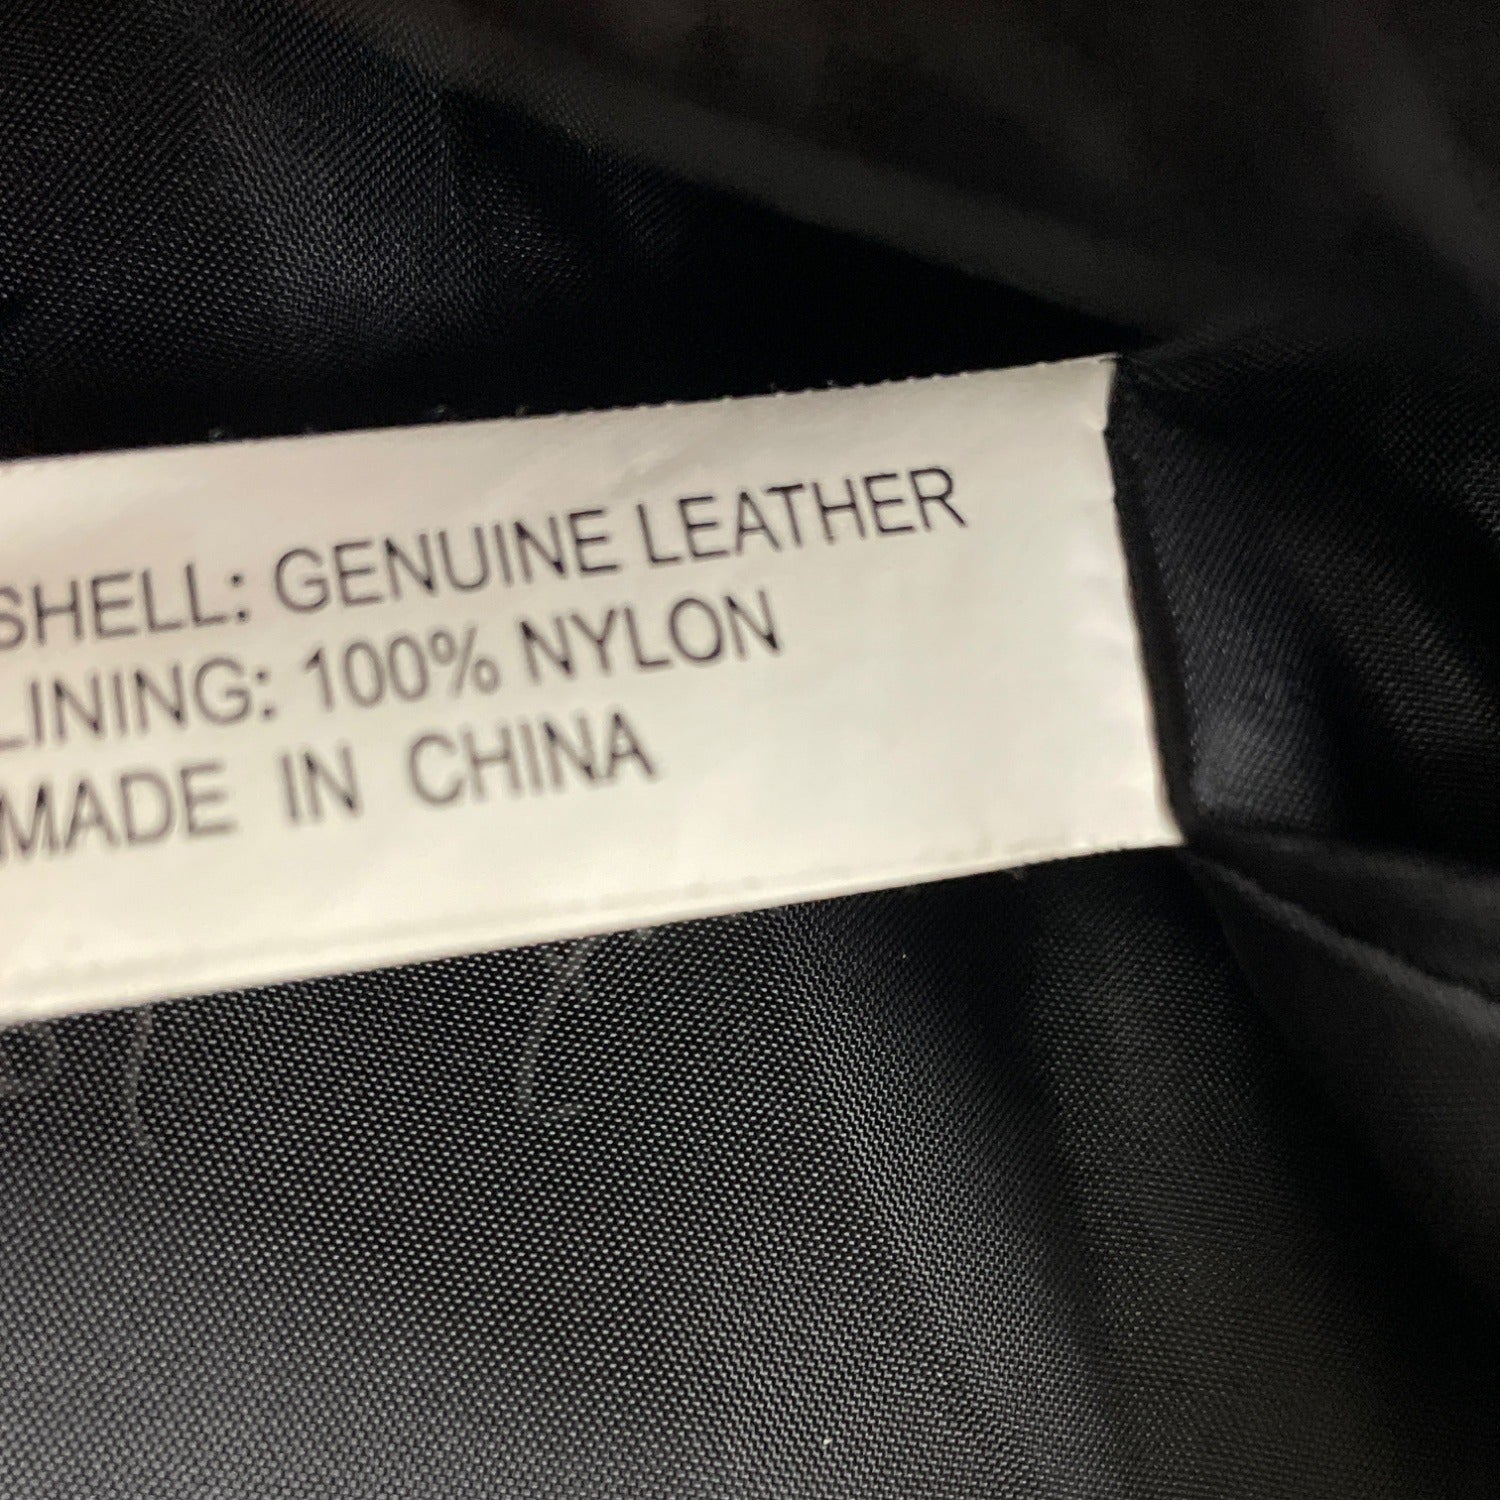 SHELL: GENUINE LEATHER
LINING: 100% NYLON
MADE IN CHINA